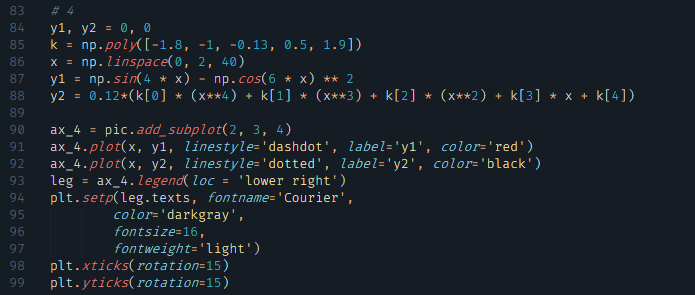 83 # 4
84 y1, y2 = 0, 0
85 k = np.poly([-1.8, -1, -0.13, 0.5, 1.9])
86 x = np.linspace(0, 2, 40)
87 y1 = np.sin(4 * x) - np.cos(6 * x) ** 2
88 y2 = 0.12*(k[0] * (x**4) + k[1] * (x**3) + k[2] * (x**2) + k[3] * x + k[4])
89
90 ax_4 = pic.add_subplot(2, 3, 4)
91 ax_4.plot(x, y1, linestyle='dashdot', label='y1', color='red')
92 ax_4.plot(x, y2, linestyle='dotted', label='y2', color='black')
93 leg = ax_4.legend(loc = 'lower right')
94 plt.setp(leg.texts, fontname='Courier',
95 color='darkgray',
96 fontsize=16,
97 fontweight='light')
98 plt.xticks(rotation=15)
99 plt.yticks(rotation=15)